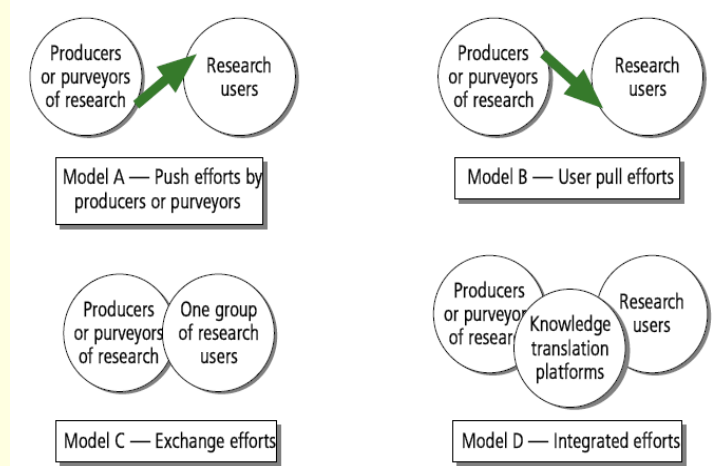 Producers
or purveyors
of research
Research
users
Producers
or purveyors
of research
Research
users
Model A — Push efforts by
producers or purveyors
Model B — User pull efforts
Producers
or purveyors
of research
One group
of research
users
Producers
or purveyor
of resear
Knowledge
translation
platforms
Research
users
Model C — Exchange efforts
Model D — Integrated efforts